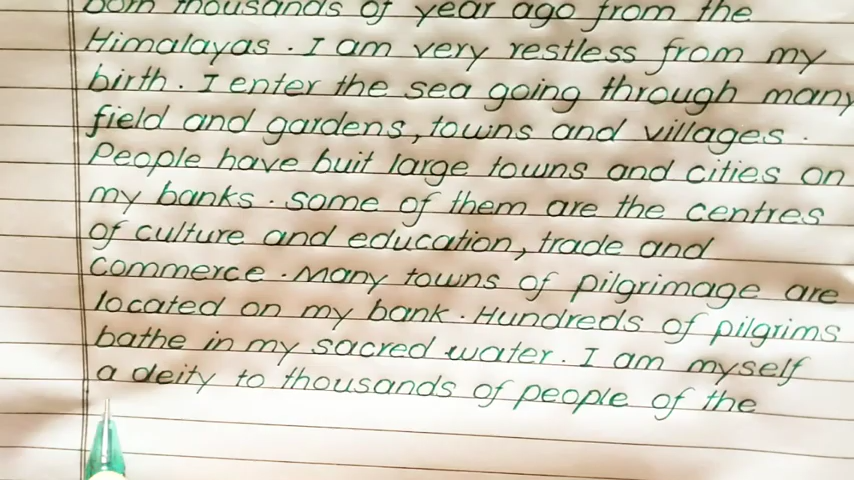 born thousands of year ago from the
Himalayas . I am very restless from my
birth . I enter the sea going through many
field and gardens, towns and villages .
People have buit large towns and cities on
my banks . some of them are the centres
of culture and education, trade and
commerce . Many towns of pilgrimage are
located on my bank . Hundreds of pilgrims
bathe in my sacred water . I am myself
a deity to thousands of people of the